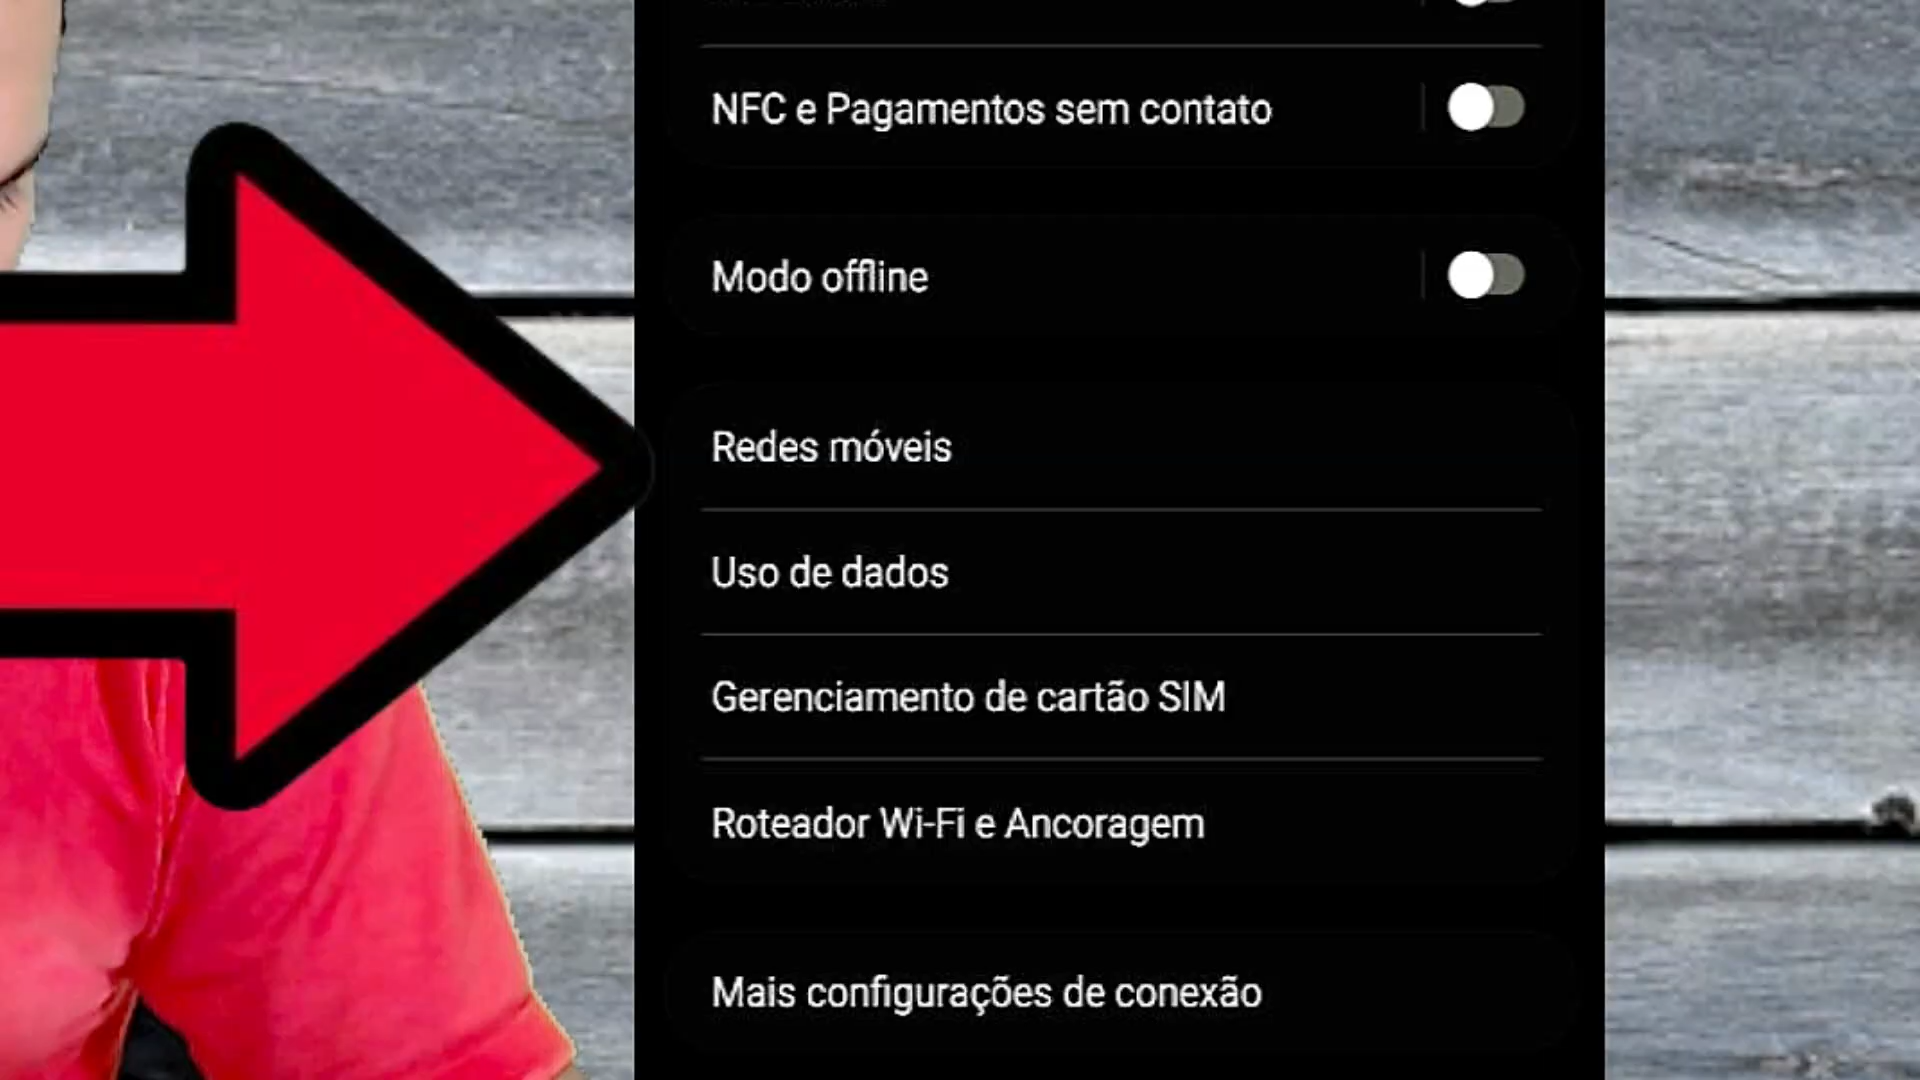 NFC e Pagamentos sem contato
Modo offline
Redes móveis
Uso de dados
Gerenciamento de cartão SIM
Roteador Wi-Fi e Ancoragem
Mais configurações de conexão